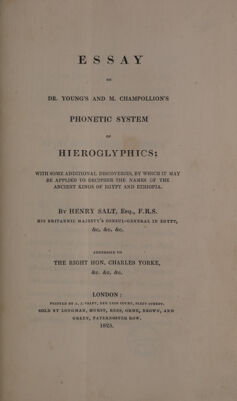 ESSAY
ON
DR. YOUNG'S AND M. CHAMPOLLION'S
PHONETIC SYSTEM
OF
HIEROGLYPHICS;
WITH SOME ADDITIONAL DISCOVERIES, BY WHICH IT MAY
BE APPLIED TO DECIPHER THE NAMES OF THE
ANCIENT KINGS OF EGYPT AND ETHIOPIA.
BY HENRY SALT, Esq., F.R.S.
HIS BRITANNIC MAJESTY'S CONSUL-GENERAL IN EGYPT,
&c. &c. &c.
ADDRESSED TO
THE RIGHT HON. CHARLES YORKE,
&c. &c. &c.
LONDON:
PRINTED BY A. J. VALPY, RED LION COURT, FLEET STREET.
SOLD BY LONGMAN, HURST, REES, ORME, BROWN, AND
GREEN, PATERNOSTER ROW.
1825.